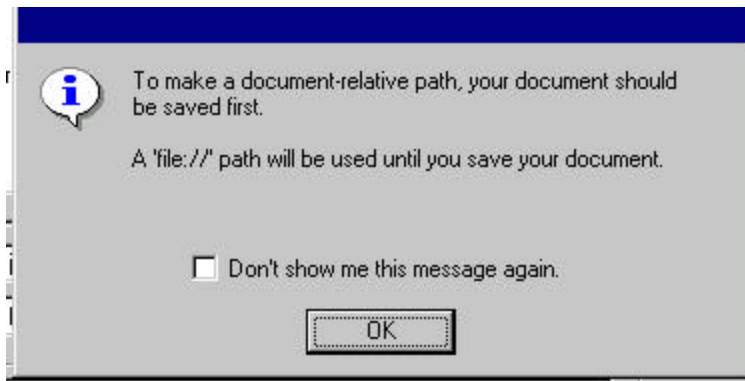 To make a document-relative path, your document should
be saved first.
A 'file://' path will be used until you save your document.
Don't show me this message again.
OK